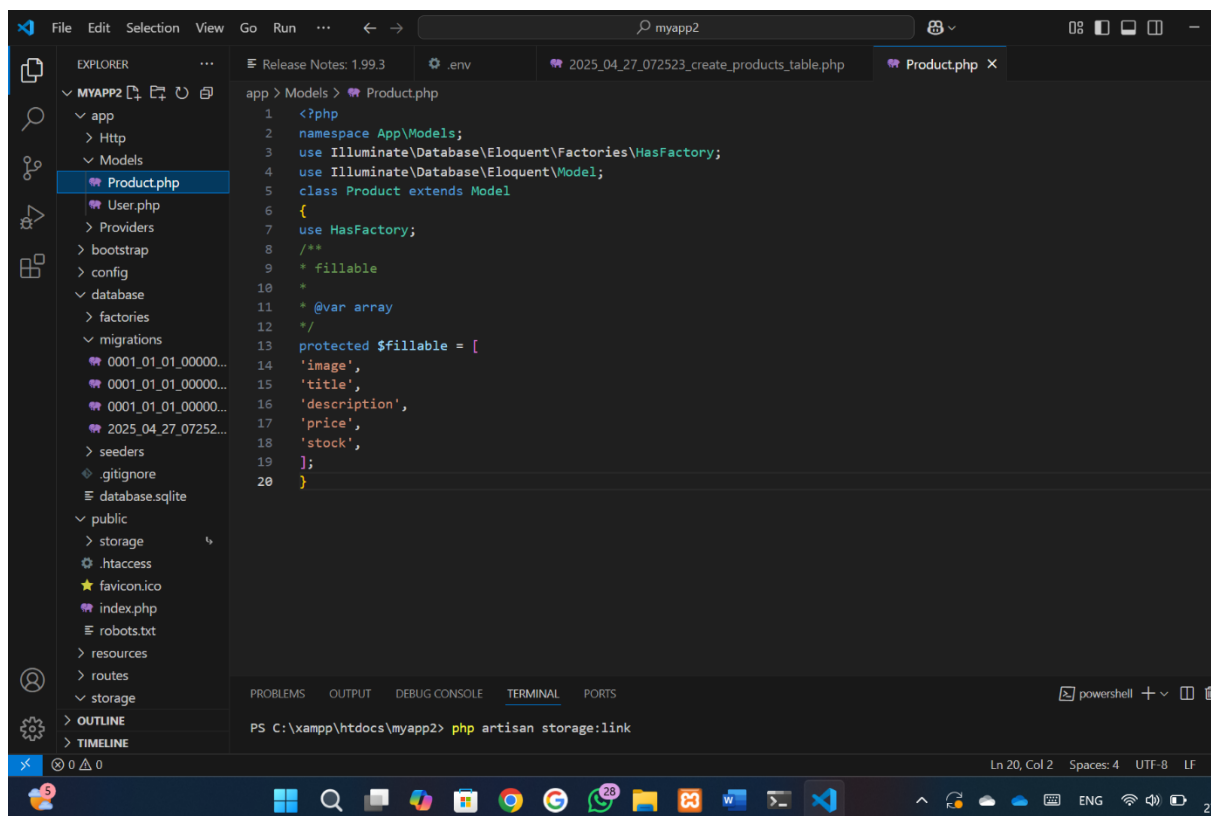 File Edit Selection View Go Run ··· myapp2
EXPLORER ···
Release Notes: 1.99.3 .env 2025_04_27_072523_create_products_table.php Product.php
MYAPP2
app
Http
Models
Product.php
User.php
Providers
bootstrap
config
database
factories
migrations
0001_01_01_00000...
0001_01_01_00000...
0001_01_01_00000...
2025_04_27_07252...
seeders
.gitignore
database.sqlite
public
storage
.htaccess
favicon.ico
index.php
robots.txt
resources
routes
storage
OUTLINE
TIMELINE
app > Models > Product.php
1 <?php
2 namespace App\Models;
3 use Illuminate\Database\Eloquent\Factories\HasFactory;
4 use Illuminate\Database\Eloquent\Model;
5 class Product extends Model
6 {
7 use HasFactory;
8 /**
9 * fillable
10 *
11 * @var array
12 */
13 protected $fillable = [
14 'image',
15 'title',
16 'description',
17 'price',
18 'stock',
19 ];
20 }
PROBLEMS OUTPUT DEBUG CONSOLE TERMINAL PORTS powershell
PS C:\xampp\htdocs\myapp2> php artisan storage:link
0 0 Ln 20, Col 2 Spaces: 4 UTF-8 LF
5 28 ENG 2